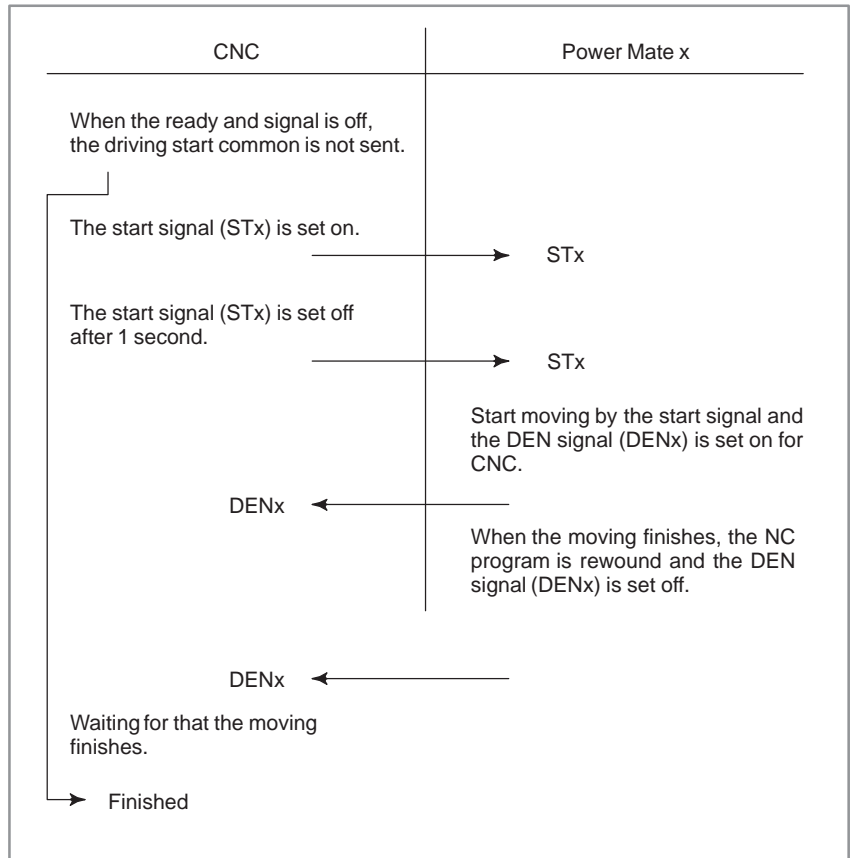 CNC
Power Mate x
When the ready and signal is off,
the driving start common is not sent.
The start signal (STx) is set on.
STx
The start signal (STx) is set off
after 1 second.
STx
Start moving by the start signal and
the DEN signal (DENx) is set on for
CNC.
DENx
When the moving finishes, the NC
program is rewound and the DEN
signal (DENx) is set off.
DENx
Waiting for that the moving
finishes.
Finished